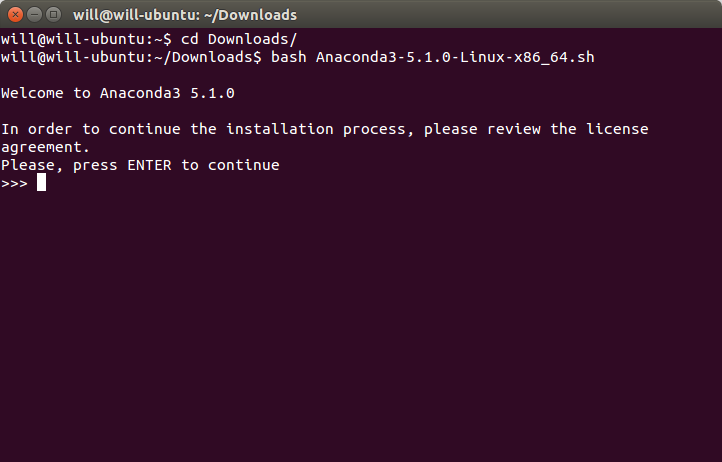 will@will-ubuntu: ~/Downloads
will@will-ubuntu:~$ cd Downloads/
will@will-ubuntu:~/Downloads$ bash Anaconda3-5.1.0-Linux-x86_64.sh
Welcome to Anaconda3 5.1.0
In order to continue the installation process, please review the license
agreement.
Please, press ENTER to continue
>>>